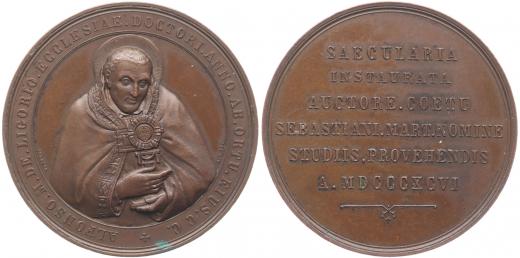 ALFONSO.M.DE.LIGORIO.ECCLESIAE.DOCTORI.ANNO.AB.ORTU.EIUS.CC.
SAECULARIA
INSTAURATA
AUCTORE.COETU
SEBASTIANI.MART.NOMINE
STUDIIS.PROVEHENDIS
A.MDCCCXCVI